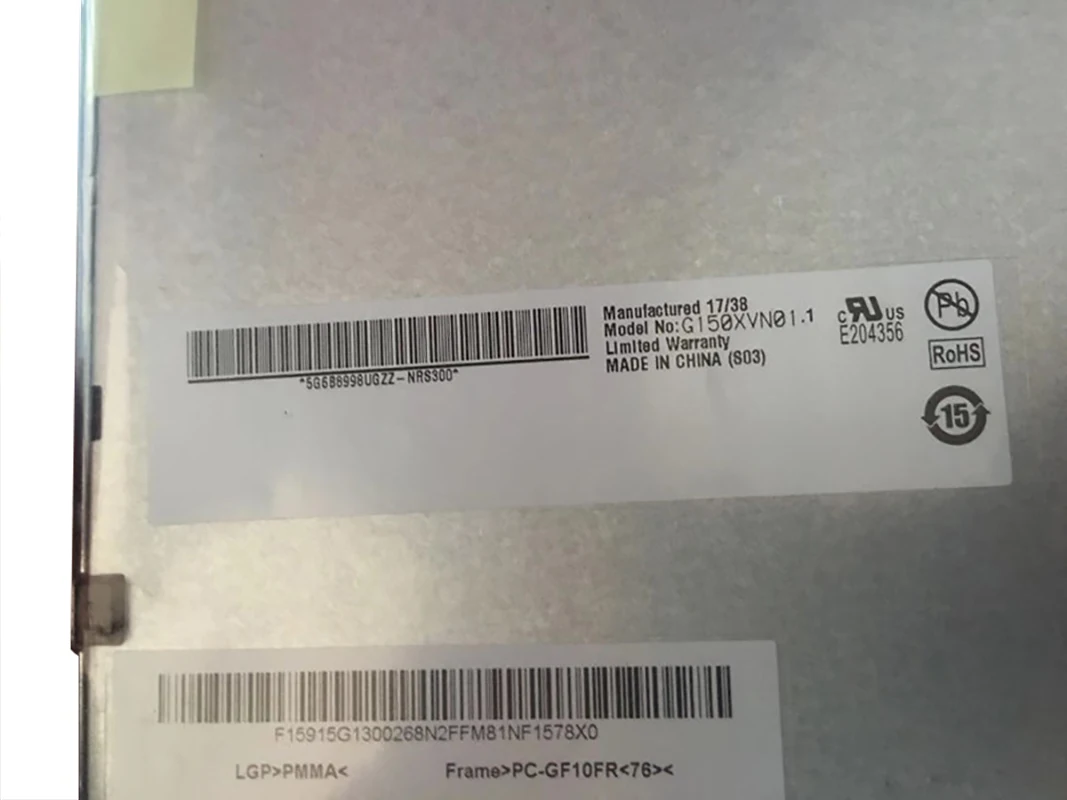 Manufactured 17/38
Model No:G150XVN01.1
Limited Warranty
MADE IN CHINA (S03)
*5G6B8998UGZZ-NRS300*
c RU US
E204356
Pb
RoHS
15
F15915G1300268N2FFM81NF1578X0
LGP>PMMA< Frame>PC-GF10FR<76><